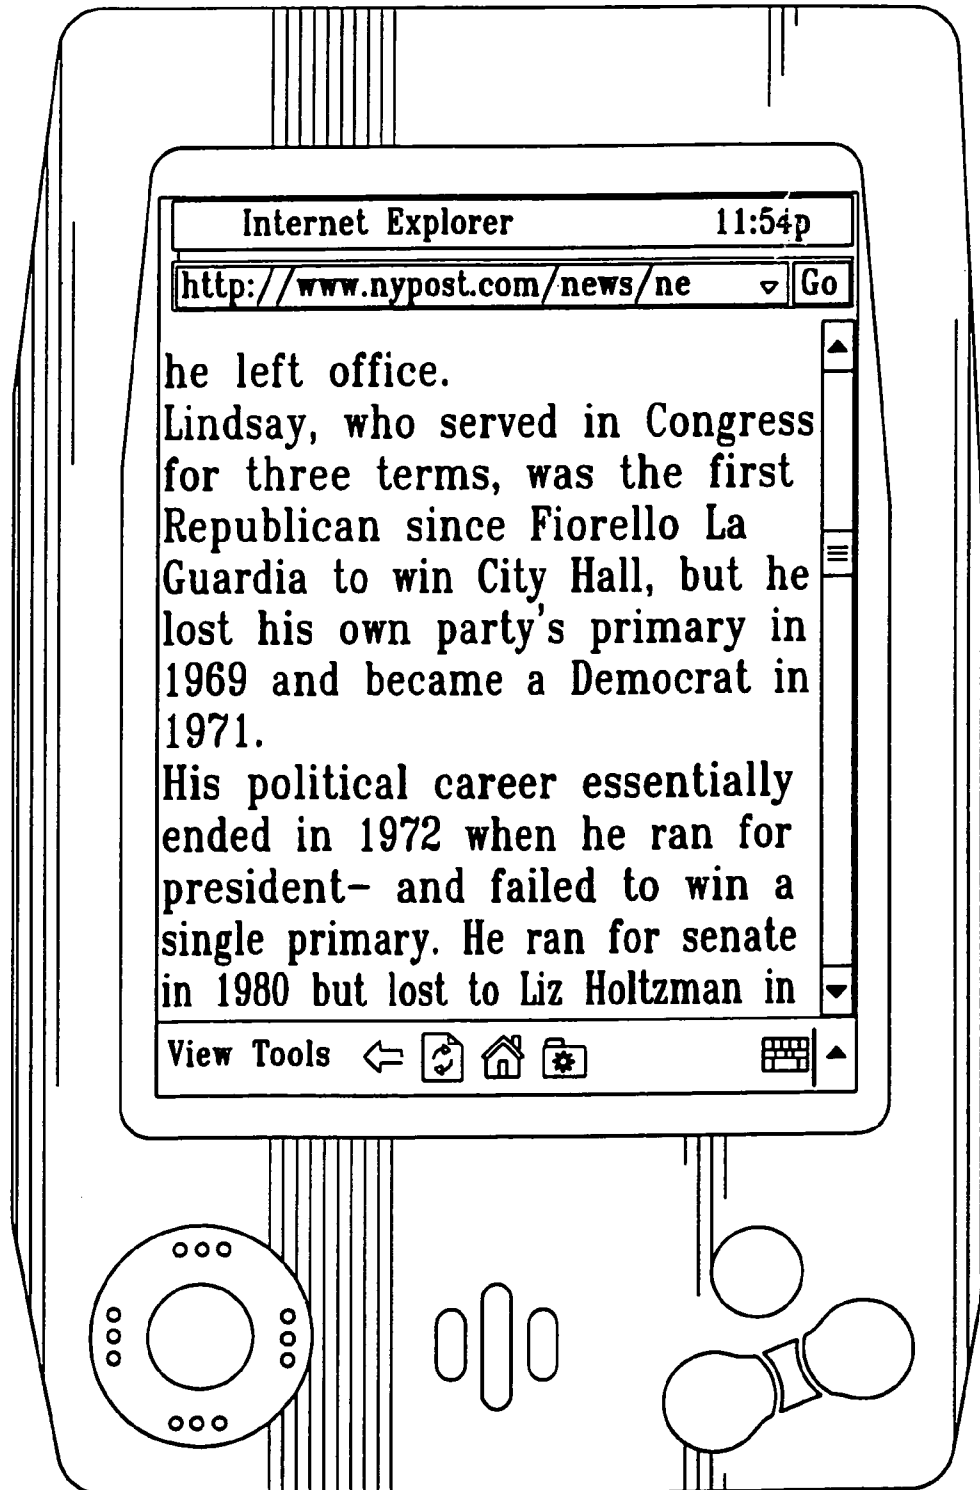 Internet Explorer 11:54p
http://www.nypost.com/news/ne Go
he left office.
Lindsay, who served in Congress
for three terms, was the first
Republican since Fiorello La
Guardia to win City Hall, but he
lost his own party's primary in
1969 and became a Democrat in
1971.
His political career essentially
ended in 1972 when he ran for
president– and failed to win a
single primary. He ran for senate
in 1980 but lost to Liz Holtzman in
View Tools